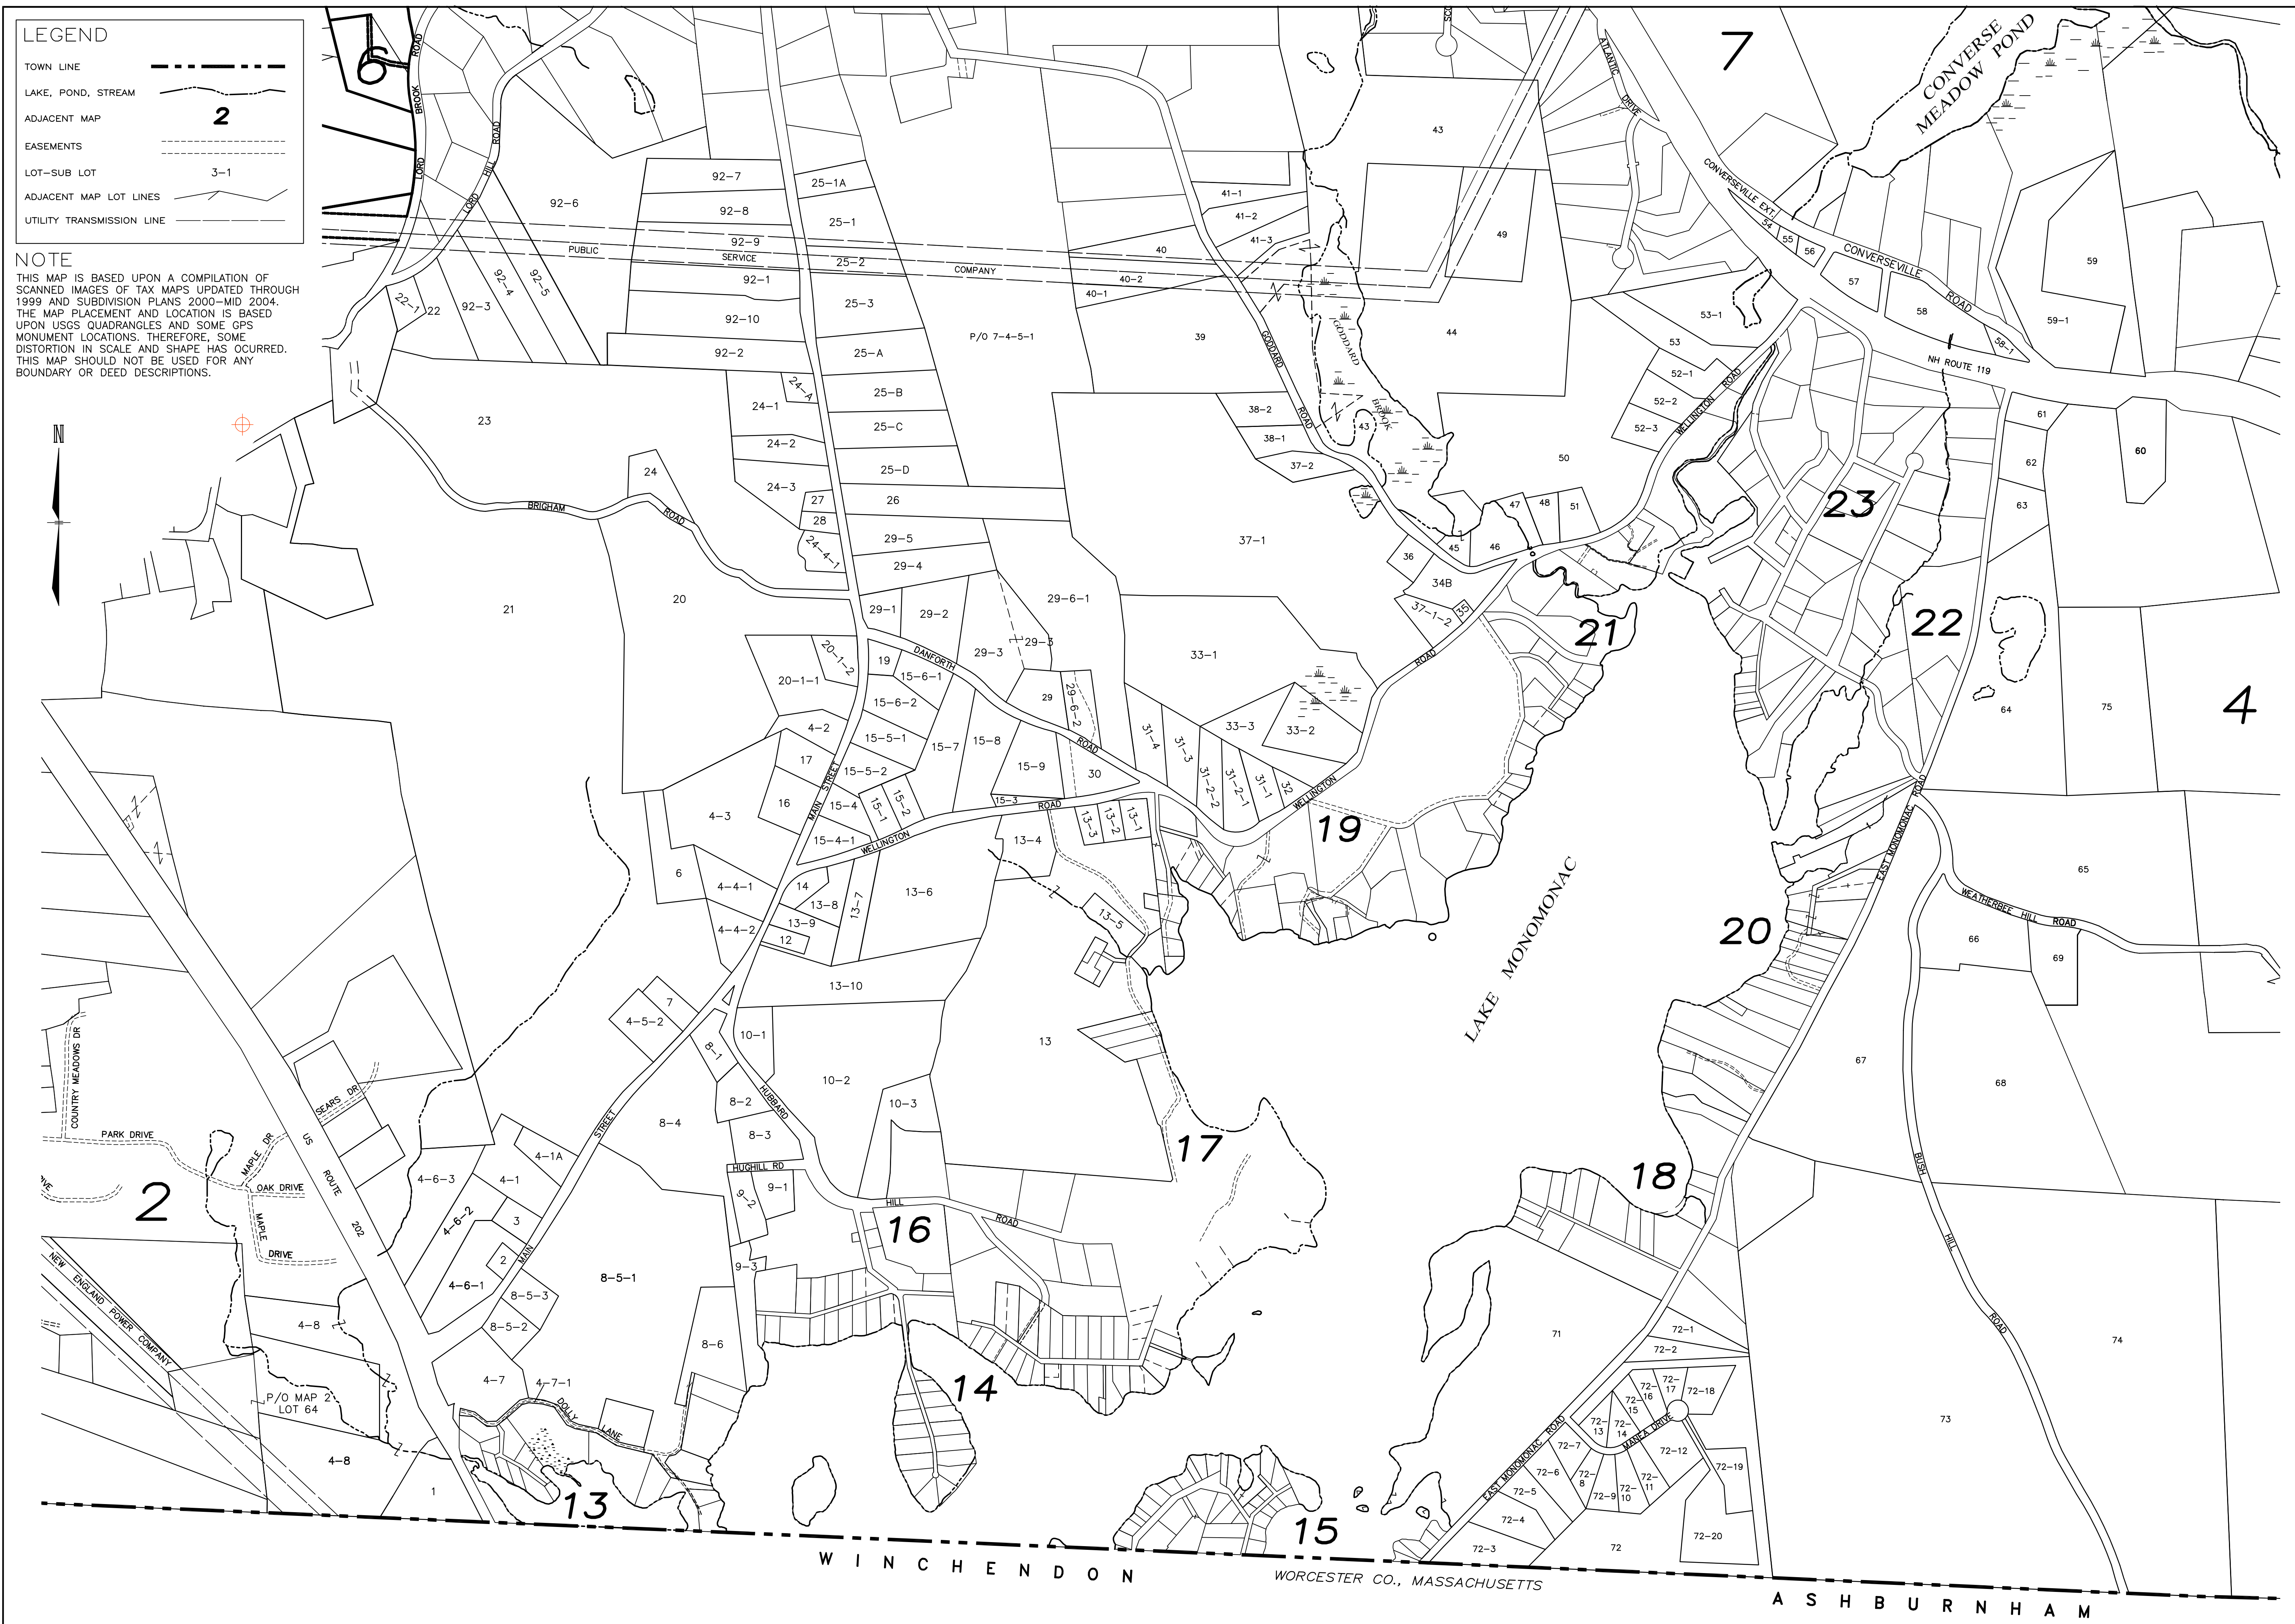 LEGEND
TOWN LINE
LAKE, POND, STREAM
ADJACENT MAP
2
EASEMENTS
LOT-SUB LOT
3-1
ADJACENT MAP LOT LINES
UTILITY TRANSMISSION LINE
NOTE
THIS MAP IS BASED UPON A COMPILATION OF
SCANNED IMAGES OF TAX MAPS UPDATED THROUGH
1999 AND SUBDIVISION PLANS 2000-MID 2004.
THE MAP PLACEMENT AND LOCATION IS BASED
UPON USGS QUADRANGLES AND SOME GPS
MONUMENT LOCATIONS. THEREFORE, SOME
DISTORTION IN SCALE AND SHAPE HAS OCURRED.
THIS MAP SHOULD NOT BE USED FOR ANY
BOUNDARY OR DEED DESCRIPTIONS.
N
6
LORD BROOK ROAD
LORD HILL ROAD
7
ATLANTIC DRIVE
CONVERSE
MEADOW POND
CONVERSEVILLE EXT.
CONVERSEVILLE ROAD
NH ROUTE 119
PUBLIC SERVICE COMPANY
92-7
92-6
92-8
92-9
92-1
92-10
92-2
92-3
92-4
92-5
22-1
22
25-1A
25-1
25-2
25-3
25-A
25-B
25-C
25-D
26
P/O 7-4-5-1
41-1
41-2
41-3
40
40-1
40-2
39
43
49
44
GODDARD ROAD
GODDARD BROOK
43
54
55
56
57
58
58-1
59
59-1
53-1
53
52-1
52-2
52-3
WELLINGTON ROAD
61
60
62
63
23
24
24-1
24-A
24-2
24-3
27
28
24-4-1
BRIGHAM ROAD
29-5
29-4
38-2
38-1
37-2
37-1
36
45
46
47
48
51
50
34B
35
37-1-2
21
20
29-1
29-2
29-3
29-3
29-6-1
DANFORTH ROAD
20-1-2
20-1-1
19
15-6-1
15-6-2
15-5-1
15-5-2
15-7
15-8
15-9
15-3
29
29-6-2
30
33-1
33-2
33-3
31-4
31-3
31-2-2
31-2-1
31-1
32
WELLINGTON ROAD
21
23
22
64
75
4
4-2
17
16
4-3
6
MAIN STREET
15-4
15-1
15-2
15-4-1
WELLINGTON ROAD
13-3
13-2
13-1
13-4
13-5
13-6
14
13-8
13-7
13-9
12
13-10
4-4-1
4-4-2
19
LAKE MONOMONAC
20
EAST MONOMONAC ROAD
WEATHERBEE HILL ROAD
65
66
69
67
68
BUSH HILL ROAD
7
4-5-2
8-1
10-1
10-2
10-3
13
8-2
8-3
8-4
HUBBARD HILL ROAD
HUGHILL RD
9-1
9-2
9-3
17
16
18
COUNTRY MEADOWS DR
PARK DRIVE
MAPLE DR
OAK DRIVE
MAPLE DRIVE
SEARS DR
US ROUTE 202
2
NEW ENGLAND POWER COMPANY
4-6-3
4-1
4-1A
4-6-2
3
2
4-6-1
MAIN STREET
8-5-1
8-5-3
8-5-2
8-6
4-8
P/O MAP 2
LOT 64
4-8
1
4-7
4-7-1
DOLLY LANE
13
14
15
71
72-1
72-2
72-17
72-16
72-15
72-18
72-13
72-14
MANEA DRIVE
EAST MONOMONAC ROAD
72-7
72-12
72-6
72-8
72-11
72-19
72-5
72-9
72-10
72-4
72-20
72-3
72
73
74
WINCHENDON
WORCESTER CO., MASSACHUSETTS
ASHBURNHAM